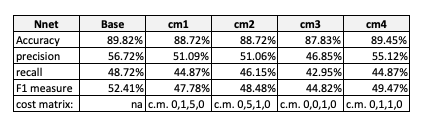 Nnet Base cm1 cm2 cm3 cm4
Accuracy 89.82% 88.72% 88.72% 87.83% 89.45%
precision 56.72% 51.09% 51.06% 46.85% 55.12%
recall 48.72% 44.87% 46.15% 42.95% 44.87%
F1 measure 52.41% 47.78% 48.48% 44.82% 49.47%
cost matrix: na c.m. 0,1,5,0 c.m. 0,5,1,0 c.m. 0,0,1,0 c.m. 0,1,1,0